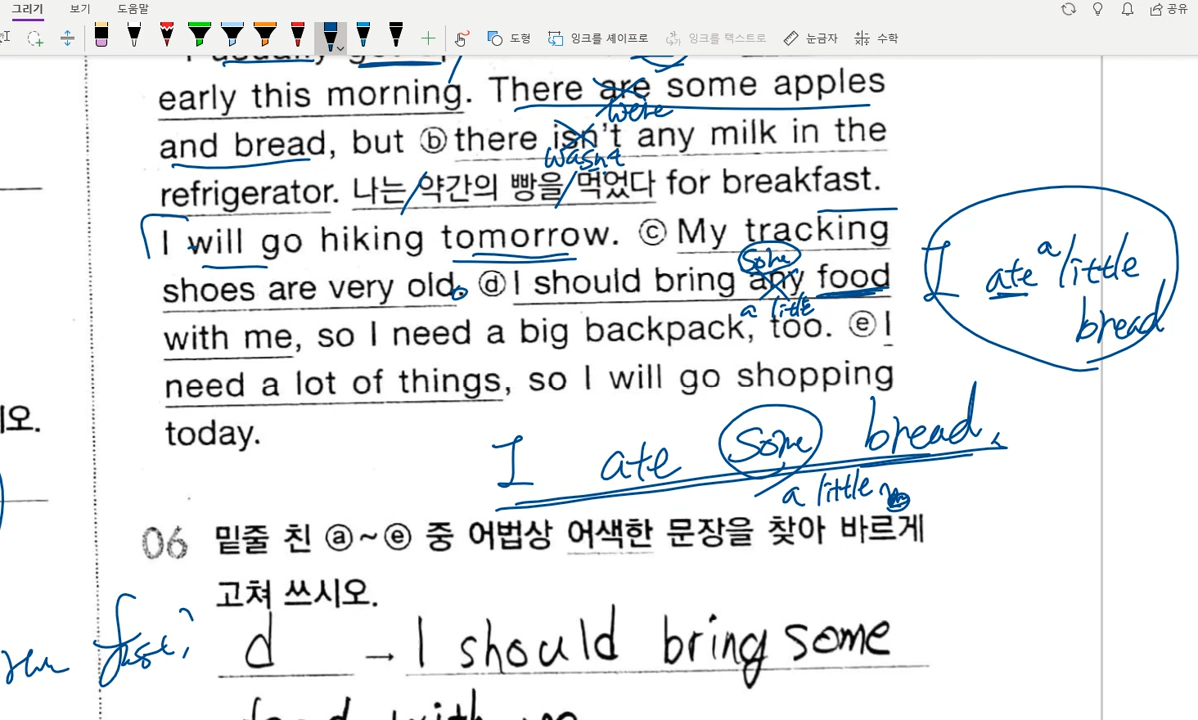 그리기 보기 도움말 공유
도형 잉크를 셰이프로 잉크를 텍스트로 눈금자 수학
early this morning. There are some apples
were
and bread, but ⓑ there isn't any milk in the
wasn't
refrigerator. 나는 약간의 빵을 먹었다 for breakfast.
I will go hiking tomorrow. ⓒ My tracking
some
shoes are very old. ⓓ I should bring any food
a little
with me, so I need a big backpack, too. ⓔ I
need a lot of things, so I will go shopping
today.
I ate a little
bread
I ate some bread.
a little
06 밑줄 친 ⓐ~ⓔ 중 어법상 어색한 문장을 찾아 바르게
고쳐 쓰시오.
d → I should bring some
food with me
오.
fast?